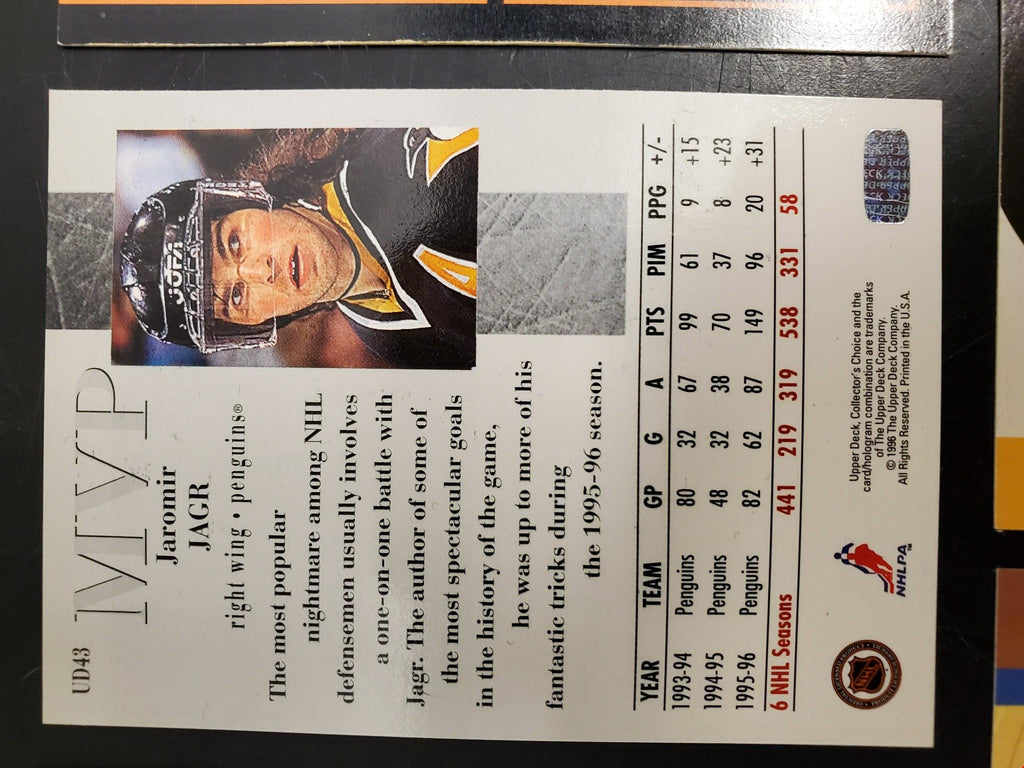 UD43
MVP
Jaromir
JAGR
right wing • penguins®
The most popular
nightmare among NHL
defensemen usually involves
a one-on-one battle with
Jagr. The author of some of
the most spectacular goals
in the history of the game,
he was up to more of his
fantastic tricks during
the 1995-96 season.
JOFA
YEAR TEAM GP G A PTS PIM PPG +/-
1993-94 Penguins 80 32 67 99 61 9 +15
1994-95 Penguins 48 32 38 70 37 8 +23
1995-96 Penguins 82 62 87 149 96 20 +31
6 NHL Seasons 441 219 319 538 331 58
NHL
NHLPA™
Upper Deck, Collector's Choice and the
card/hologram combination are trademarks
of The Upper Deck Company.
© 1996 The Upper Deck Company.
All Rights Reserved. Printed in the U.S.A.